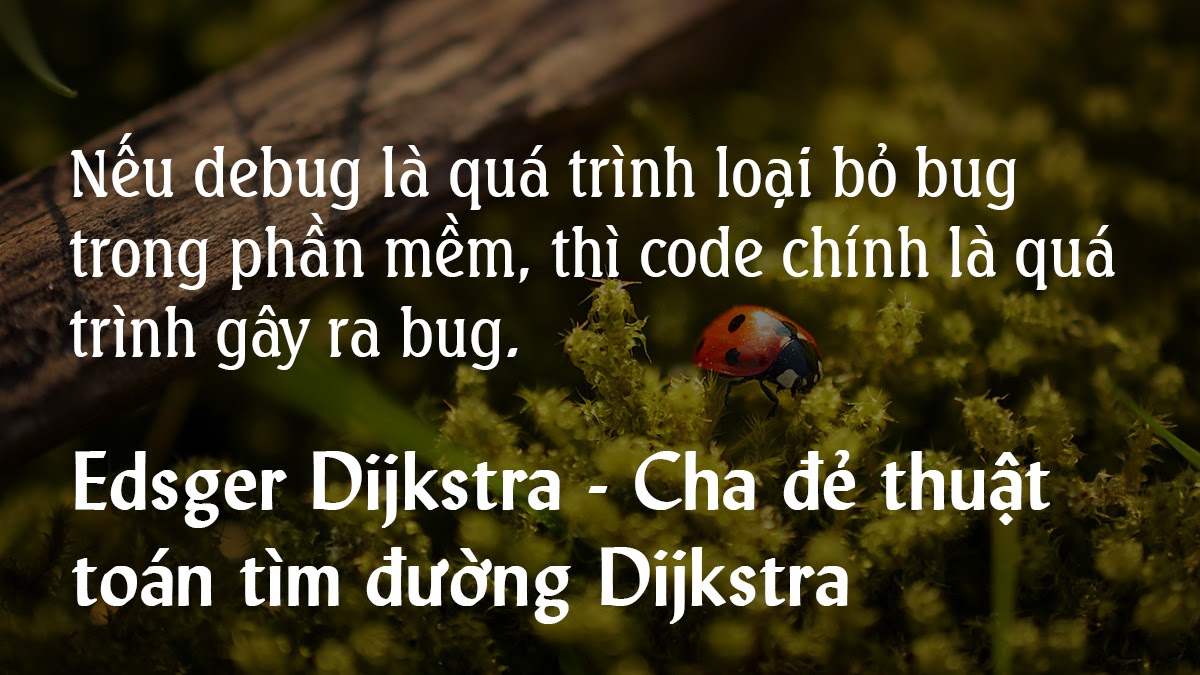 Nếu debug là quá trình loại bỏ bug
trong phần mềm, thì code chính là quá
trình gây ra bug.
Edsger Dijkstra - Cha đẻ thuật
toán tìm đường Dijkstra